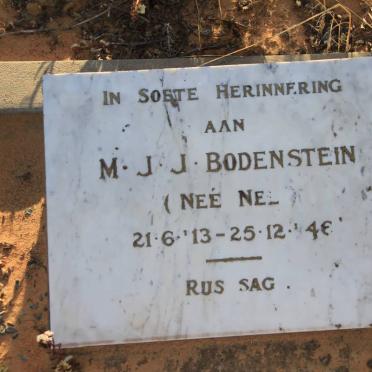 IN SOETE HERINNERING
AAN
M. J. J. BODENSTEIN
(NEE NEL
21·6·'13-25·12·'46
RUS SAG.